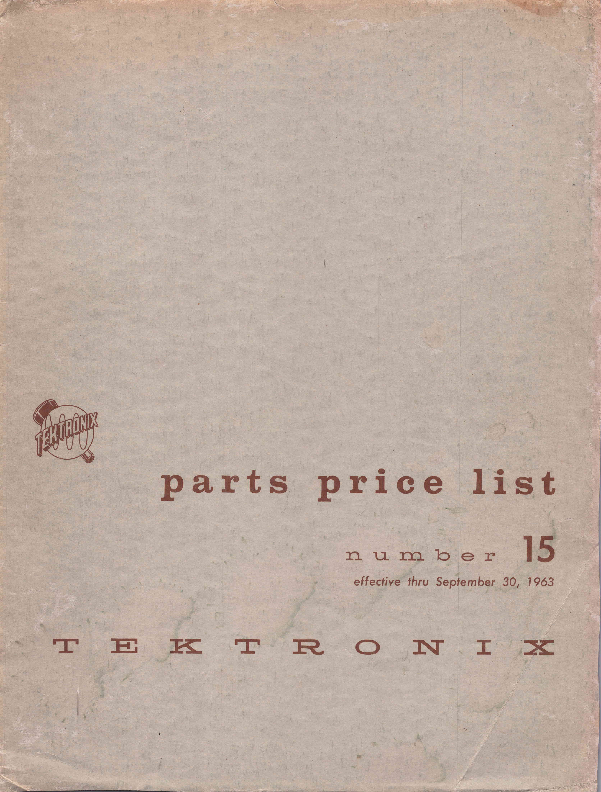 TEKTRONIX
parts price list
number 15
effective thru September 30, 1963
TEKTRONIX